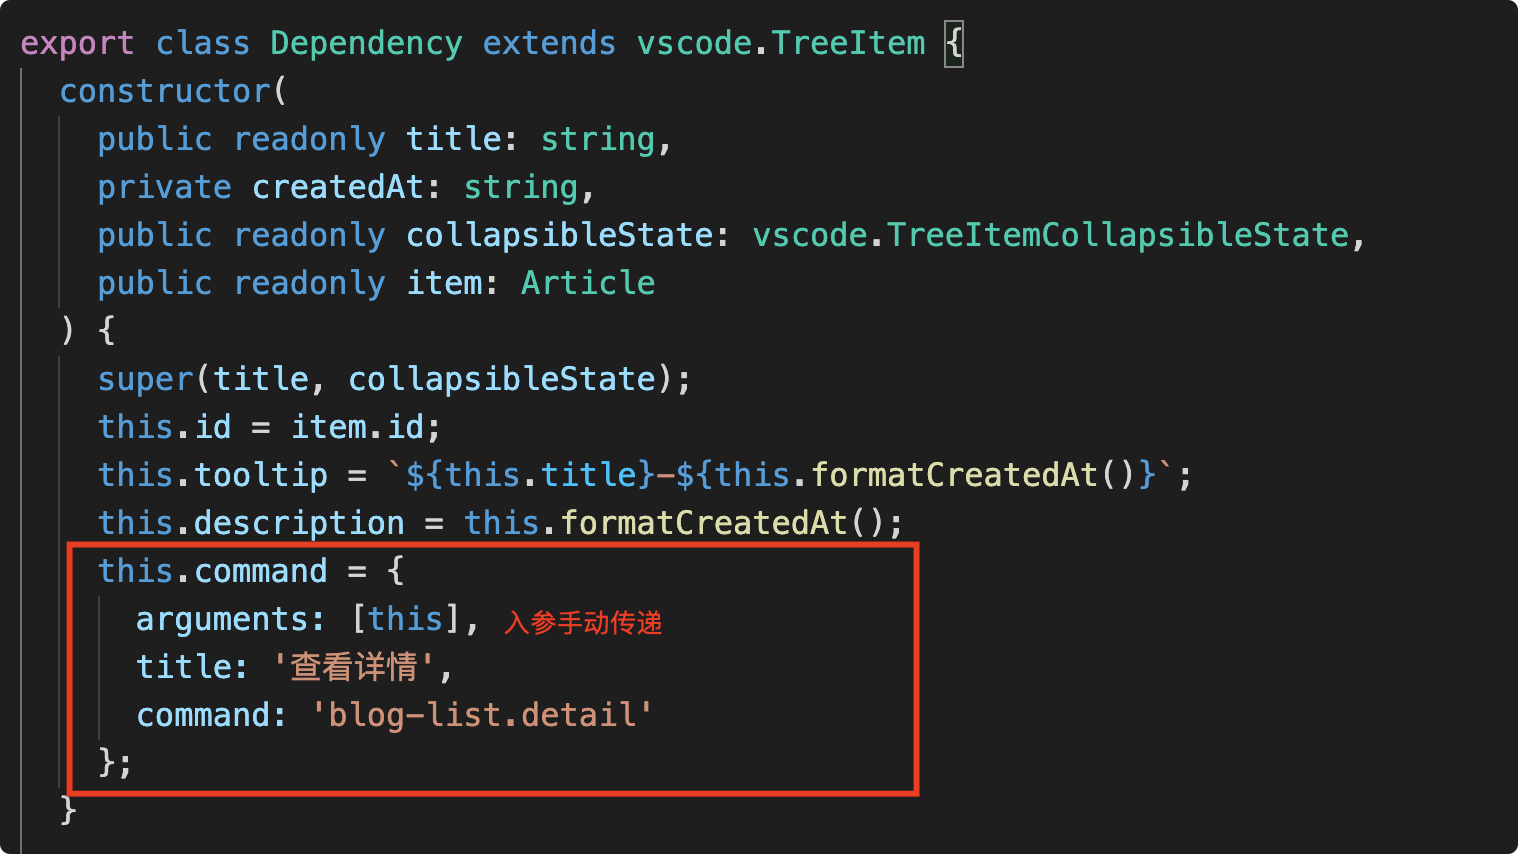 export class Dependency extends vscode.TreeItem {
constructor(
public readonly title: string,
private createdAt: string,
public readonly collapsibleState: vscode.TreeItemCollapsibleState,
public readonly item: Article
) {
super(title, collapsibleState);
this.id = item.id;
this.tooltip = `${this.title}-${this.formatCreatedAt()}`;
this.description = this.formatCreatedAt();
this.command = {
arguments: [this], 入参手动传递
title: '查看详情',
command: 'blog-list.detail'
};
}